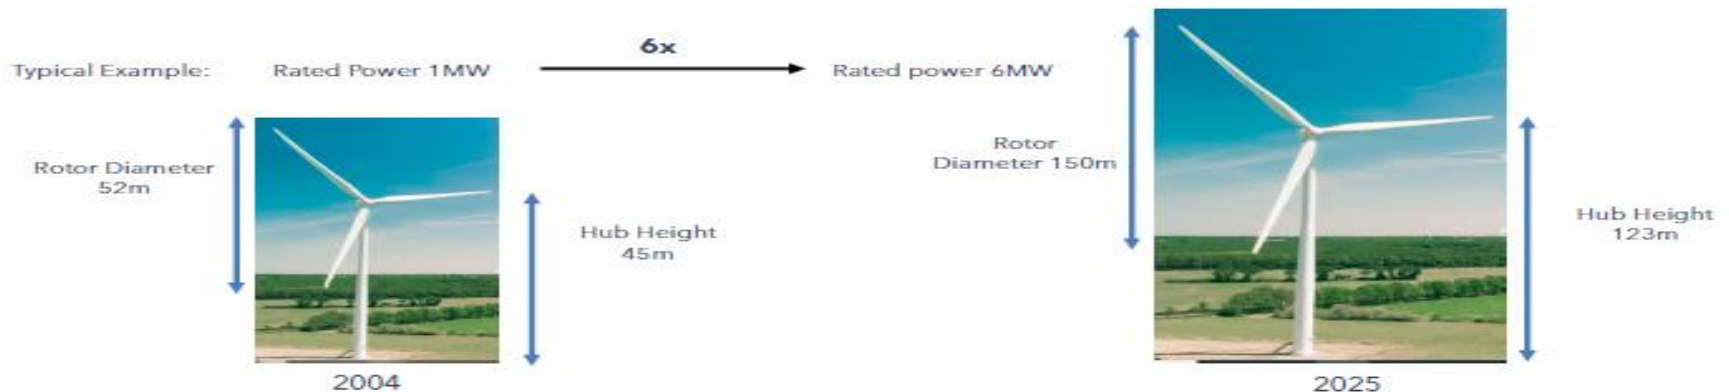 6x
Typical Example:
Rated Power 1MW
Rated power 6MW
Rotor Diameter
52m
Hub Height
45m
2004
Rotor
Diameter 150m
Hub Height
123m
2025